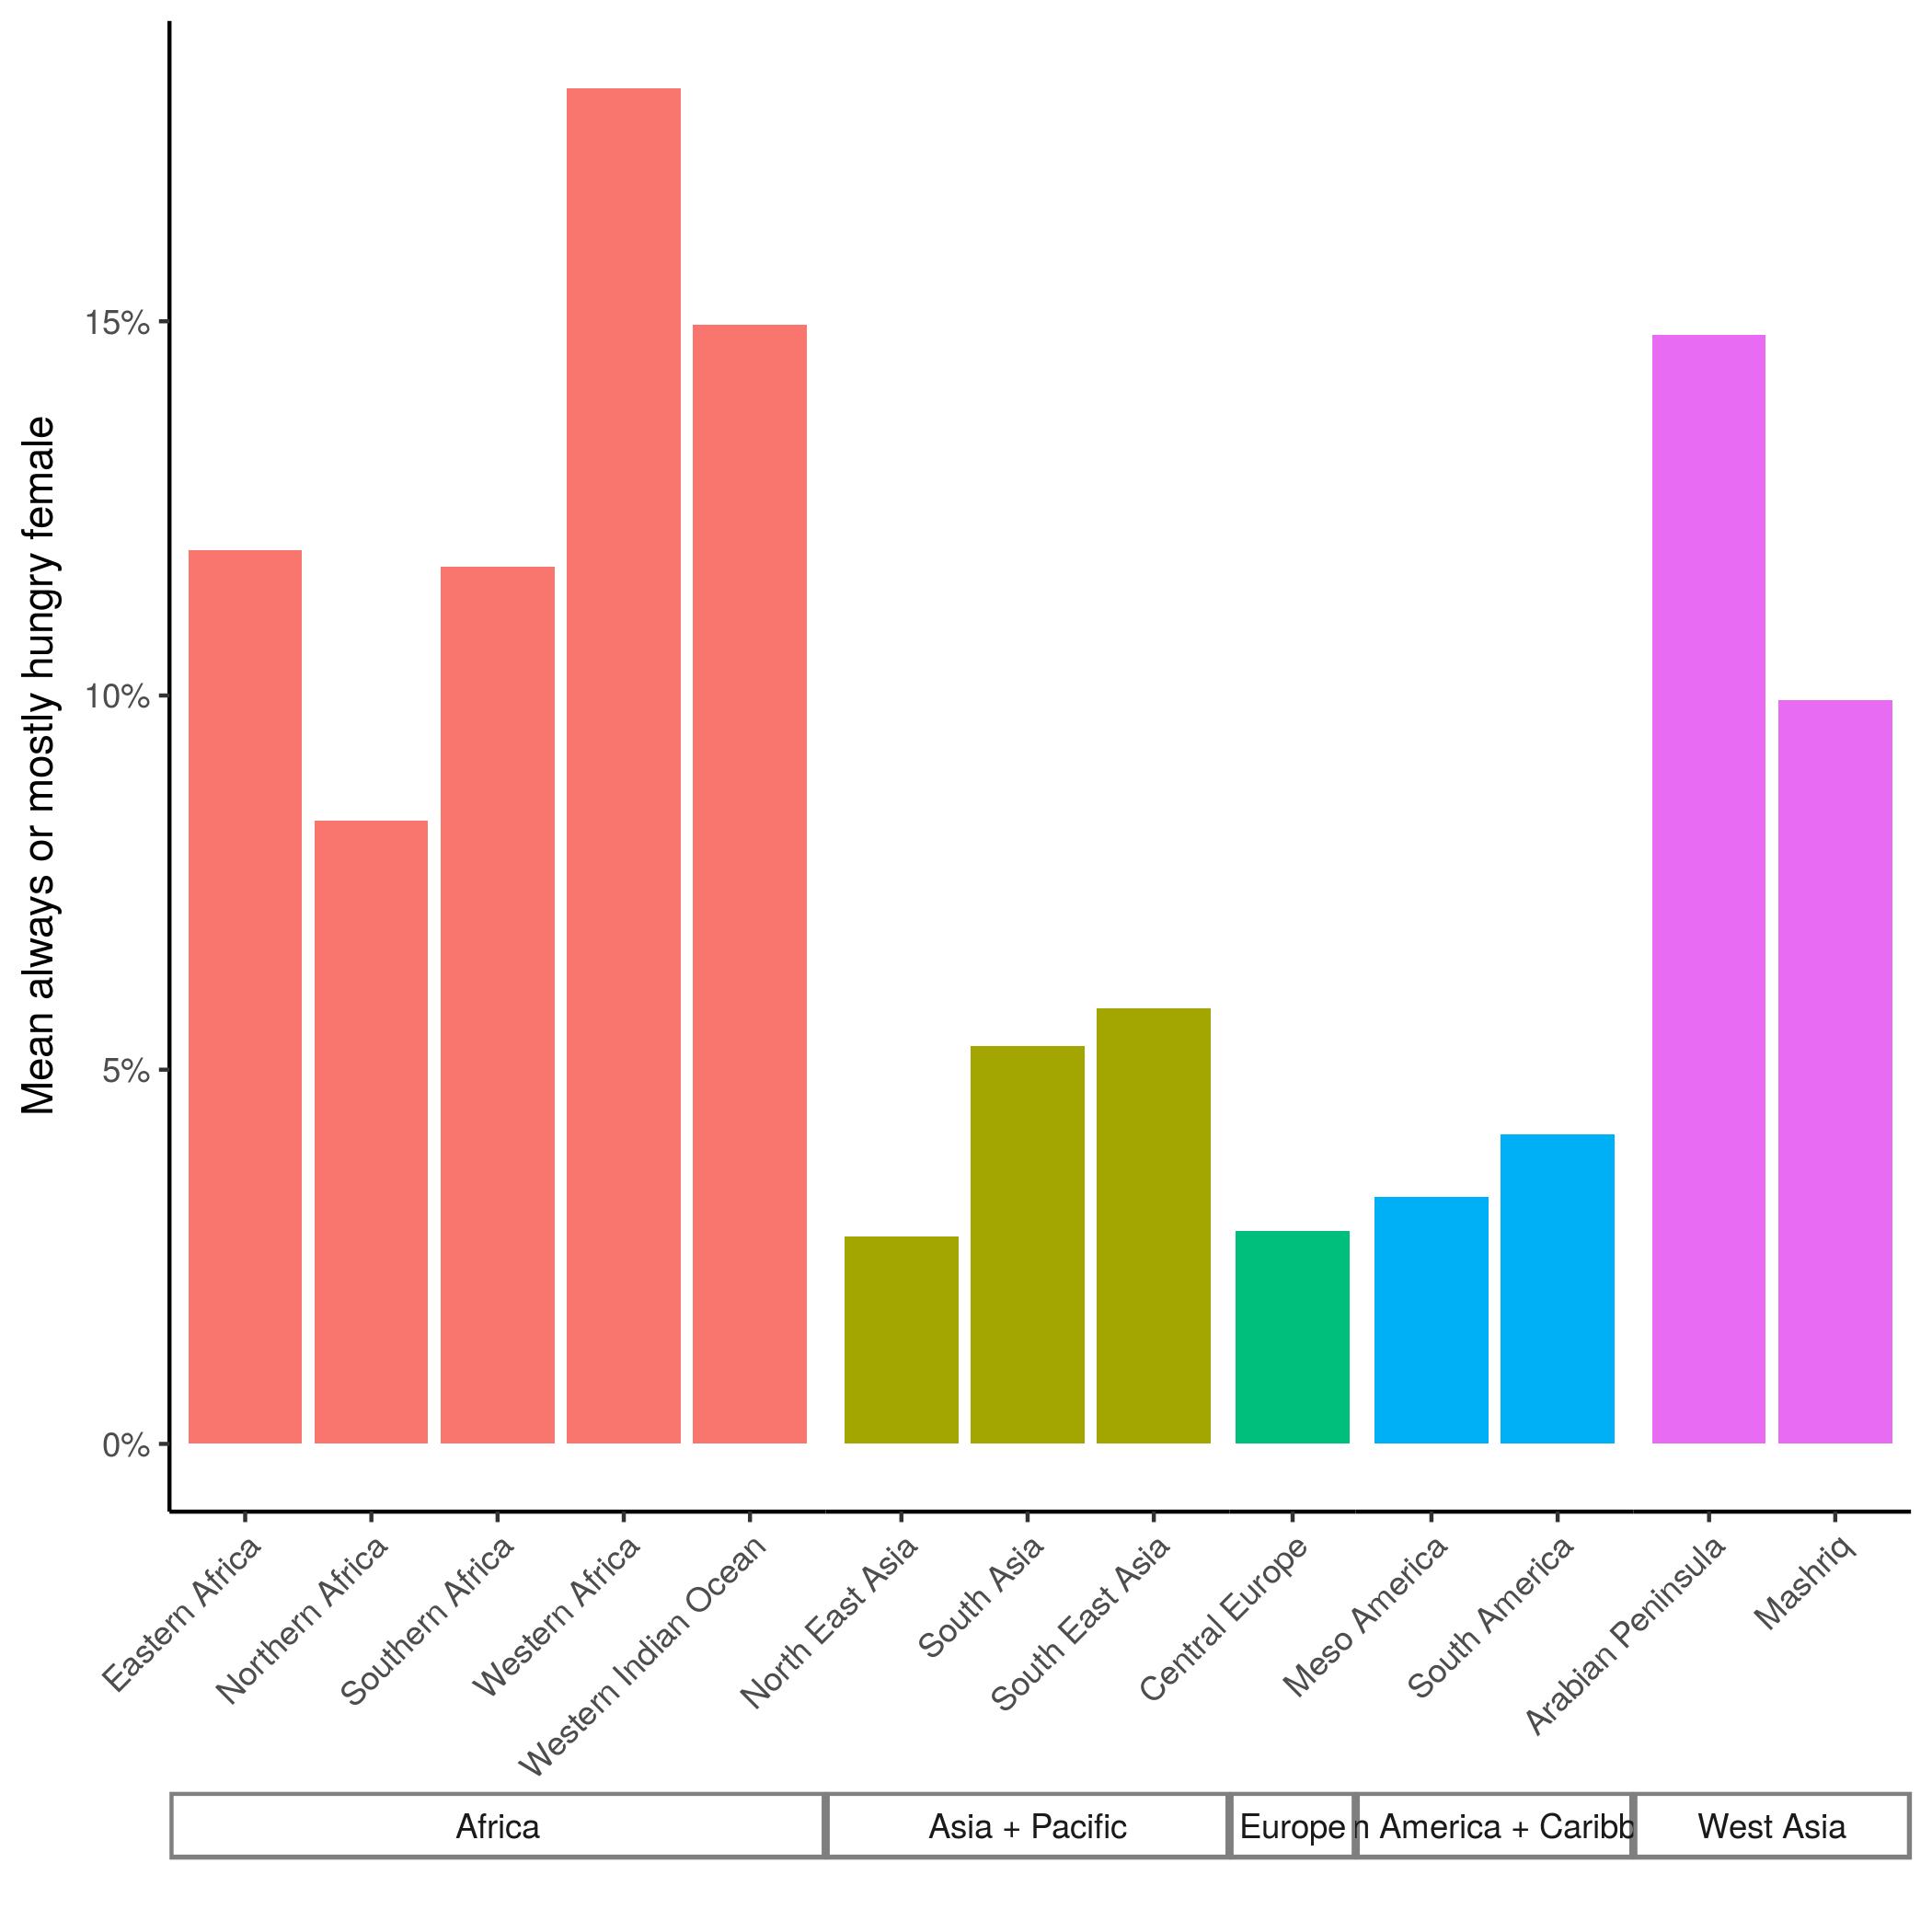 Mean always or mostly hungry female
15%
10%
5%
0%
Eastern Africa
Northern Africa
Southern Africa
Western Africa
Western Indian Ocean
North East Asia
South Asia
South East Asia
Central Europe
Meso America
South America
Arabian Peninsula
Mashriq
Africa
Asia + Pacific
Europe
n America + Caribb
West Asia